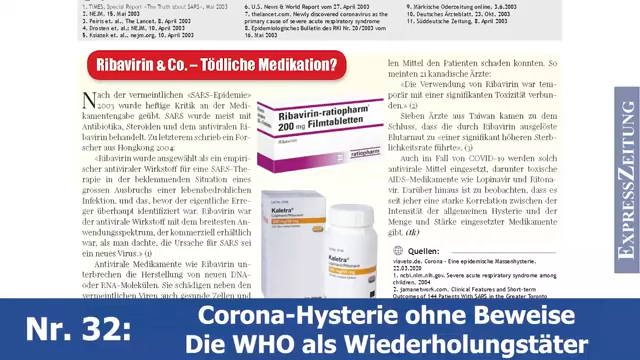 1. TIMES, Special Report «The Truth about SARS», Mai 2003
2. NEJM, 15. Mai 2003
3. Peiris et al., The Lancet, 8. April 2003
4. Drosten et al.; NEJM, 10. April 2003
5. Ksiazek et al., nejm.org, 10. April 2003
6. U.S. News & World Report vom 27. April 2003
7. thelancet.com. Newly discovered coronavirus as the
primary cause of severe acute respiratory syndrome
8. Epidemiologisches Bulletin des RKI Nr. 20/2003 vom
16. Mai 2003
9. Märkische Oderzeitung online. 3.6.2003
10. Deutsches Ärzteblatt, 23. Okt. 2003
11. Süddeutsche Zeitung, 8. April 2003
Ribavirin & Co. – Tödliche Medikation?
Nach der vermeintlichen «SARS-Epidemie»
2003 wurde heftige Kritik an der Medi-
kamentengabe geübt. SARS wurde meist mit
Antibiotika, Steroiden und dem antiviralen Ri-
bavirin behandelt. Zu letzterem schrieb ein For-
scher aus Hongkong 2004:
«Ribavirin wurde ausgewählt als ein empiri-
scher antiviraler Wirkstoff für eine SARS-The-
rapie in der beklemmenden Situation eines
grossen Ausbruchs einer lebensbedrohlichen
Infektion, und das, bevor der eigentliche Erre-
ger überhaupt identifiziert war. Ribavirin war
der antivirale Wirkstoff mit dem breitesten An-
wendungsspektrum, der kommerziell erhältlich
war, als man dachte, die Ursache für SARS sei
ein neues Virus.» (1)
Antivirale Medikamente wie Ribavirin un-
terbrechen die Herstellung von neuen DNA-
oder RNA-Molekülen. Sie schädigen neben den
vermeintlichen Viren auch gesunde Zellen und
Ribavirin-ratiopharm®
200 mg Filmtabletten
Ribavirin
ratiopharm
Kaletra
len Mittel den Patienten schaden konnten. So
meinten 21 kanadische Ärzte:
«Die Verwendung von Ribavirin war tem-
porär mit einer signifikanten Toxizität verbun-
den.» (2)
Sieben Ärzte aus Taiwan kamen zu dem
Schluss, dass die durch Ribavirin ausgelöste
Blutarmut zu «einer signifikant höheren Sterb-
lichkeitsrate führte». (3)
Auch im Fall von COVID-19 werden solch
antivirale Mittel eingesetzt, darunter toxische
AIDS-Medikamente wie Lopinavir und Ritona-
vir. Darüber hinaus ist zu beobachten, dass es
seit jeher eine starke Korrelation zwischen der
Intensität der allgemeinen Hysterie und der
Menge und Stärke eingesetzter Medikamente
gibt. (tk)
Quellen:
viaveto.de. Corona - Eine epidemische Massenhysterie.
22.03.2020
1. ncbi.nlm.nih.gov. Severe acute respiratory syndrome among
children. 2004
2. jamanetwork.com. Clinical Features and Short-term
Outcomes of 144 Patients With SARS in the Greater Toronto
EXPRESSZEITUNG
Nr. 32:
Corona-Hysterie ohne Beweise
Die WHO als Wiederholungstäter